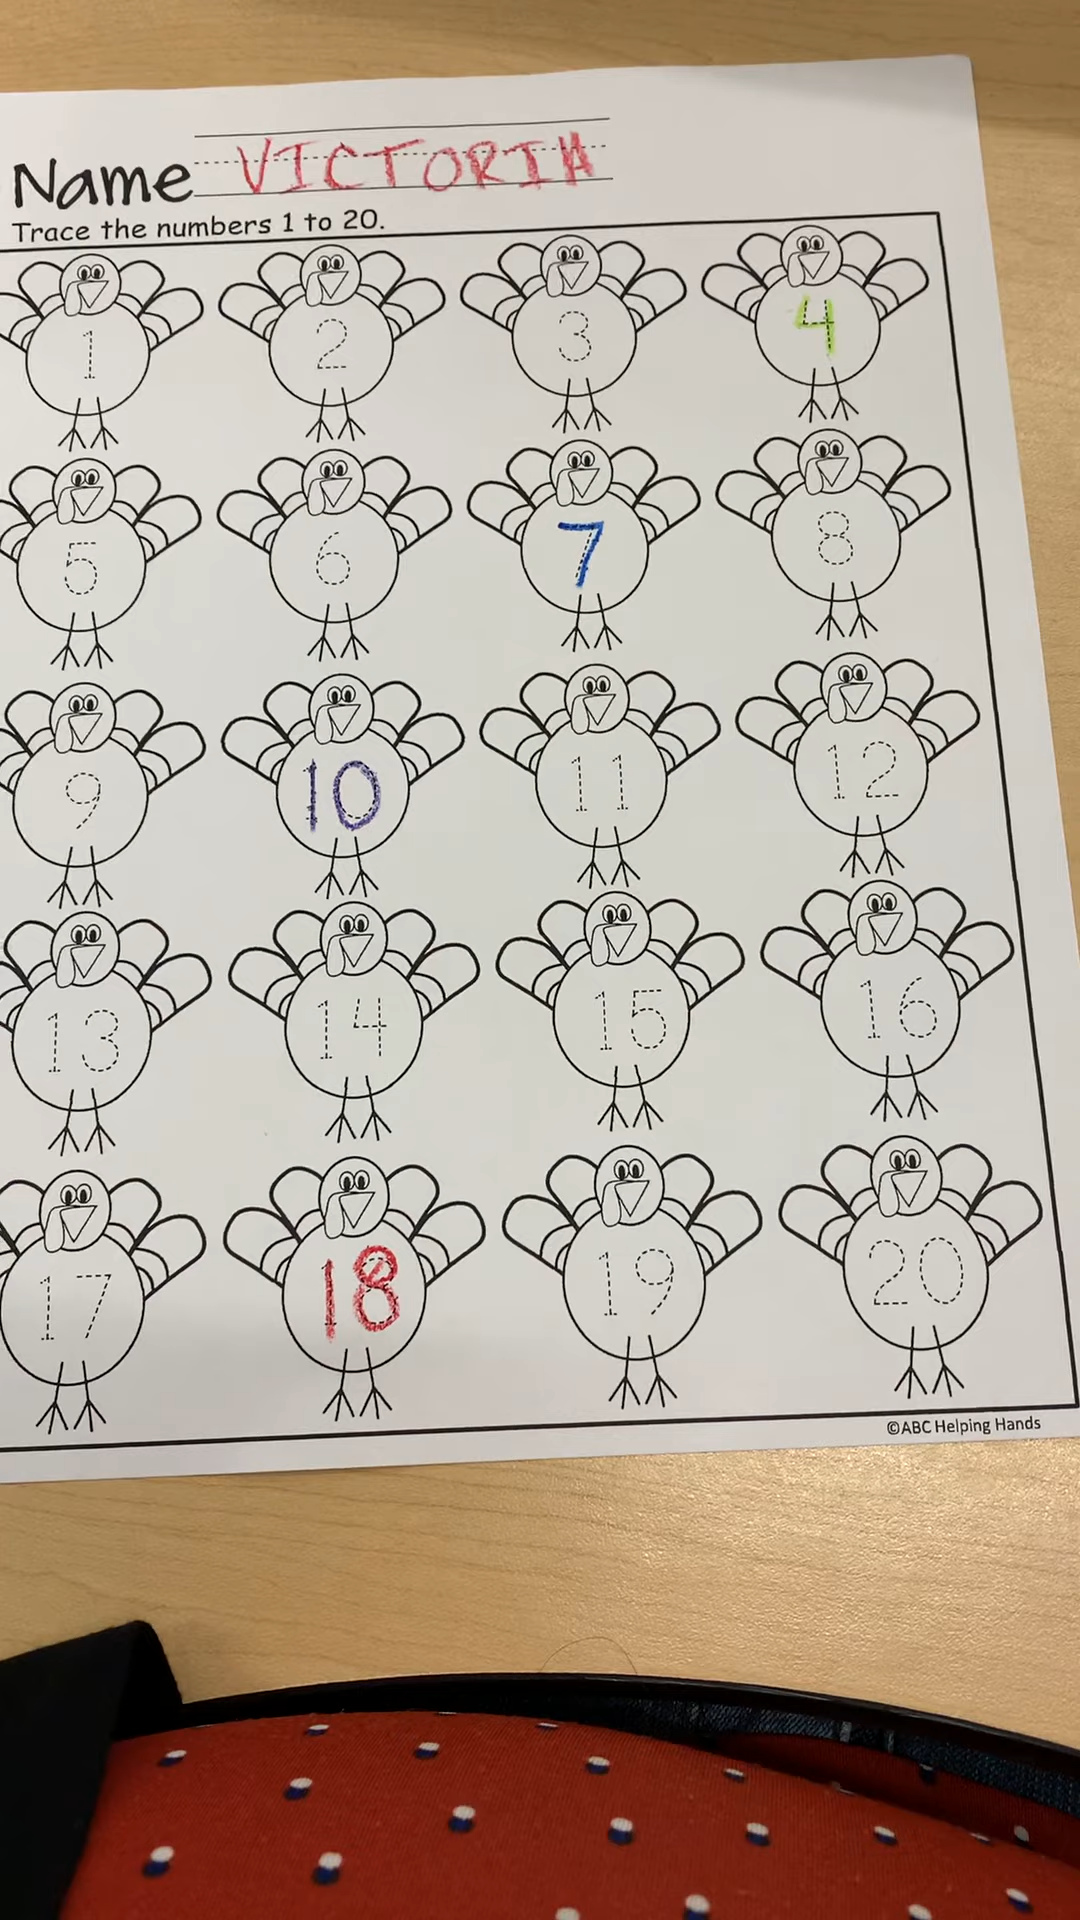 Name VICTORIA
Trace the numbers 1 to 20.
1 2 3 4
5 6 7 8
9 10 11 12
13 14 15 16
17 18 19 20
©ABC Helping Hands